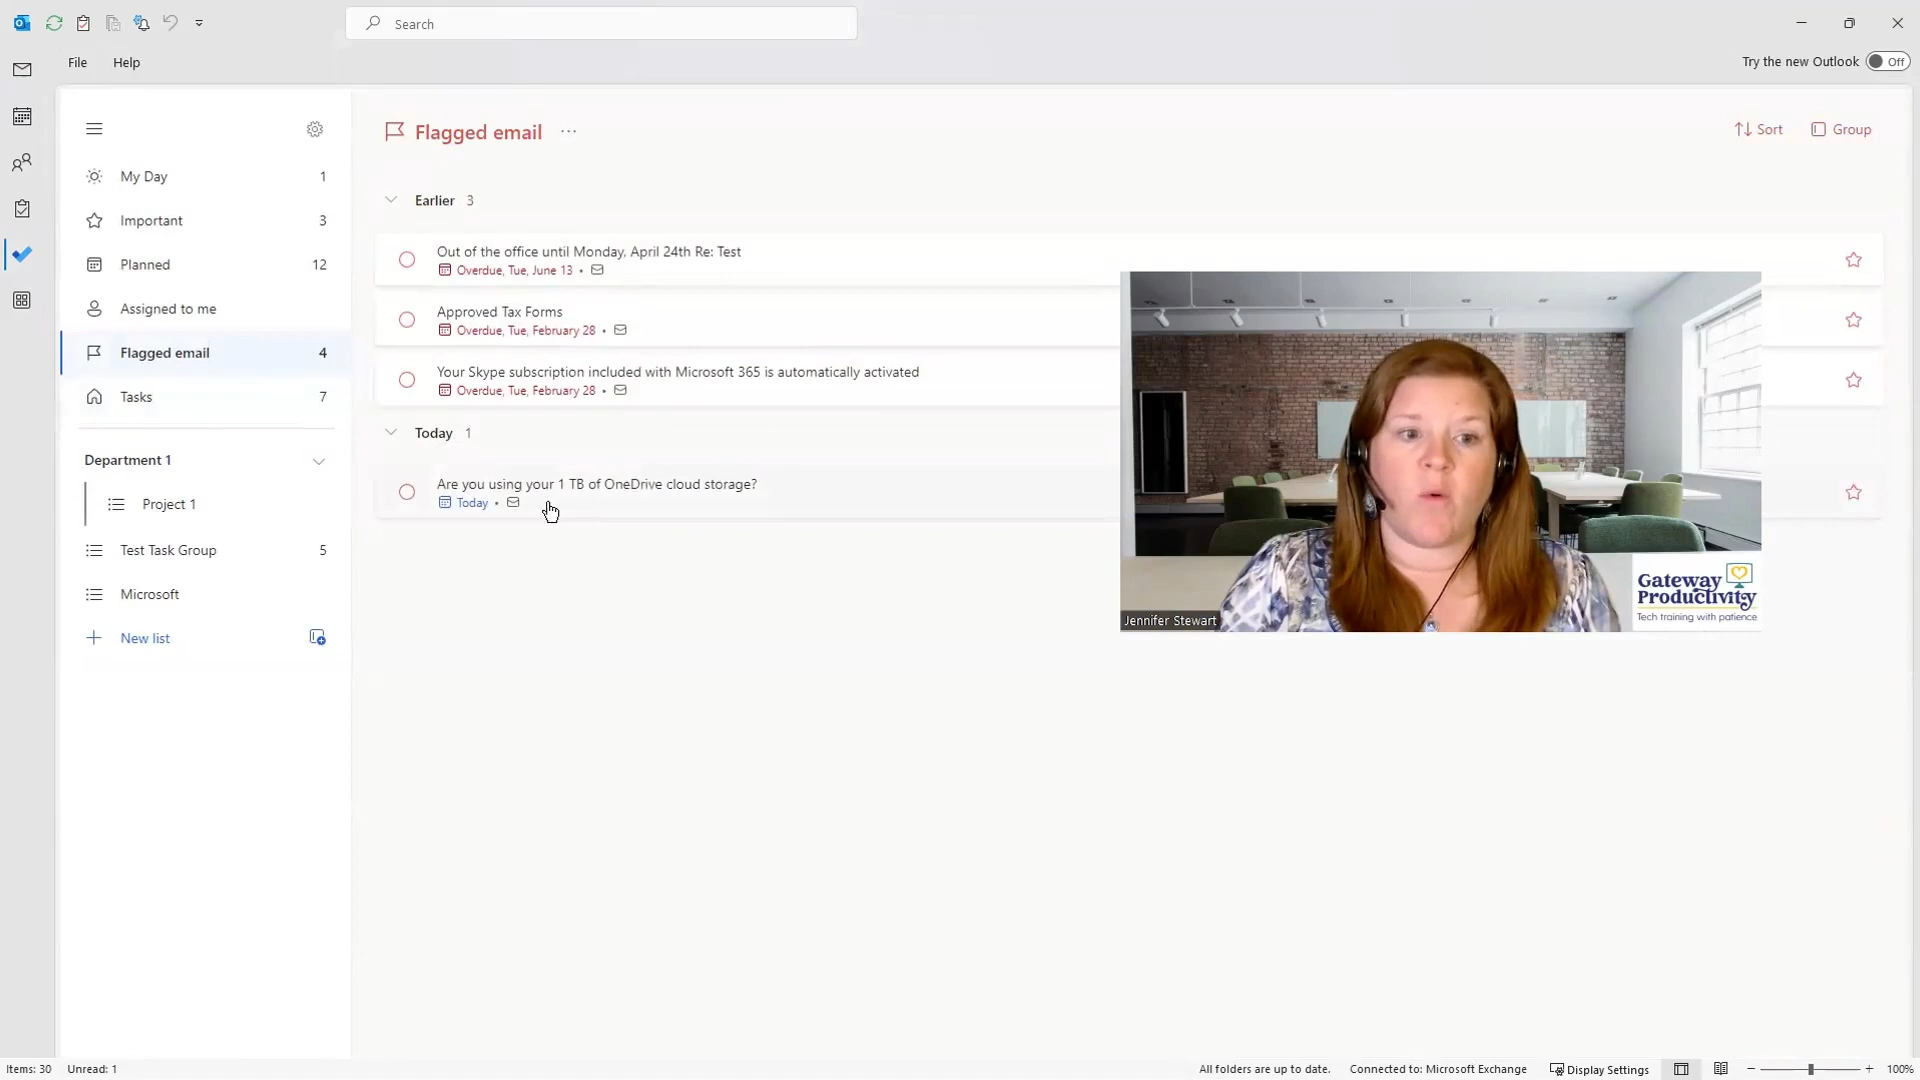 Search
File
Help
Try the new Outlook
Off
Flagged email
Sort
Group
My Day 1
Important 3
Planned 12
Assigned to me
Flagged email 4
Tasks 7
Department 1
Project 1
Test Task Group 5
Microsoft
New list
Earlier 3
Out of the office until Monday, April 24th Re: Test
Overdue, Tue, June 13 •
Approved Tax Forms
Overdue, Tue, February 28 •
Your Skype subscription included with Microsoft 365 is automatically activated
Overdue, Tue, February 28 •
Today 1
Are you using your 1 TB of OneDrive cloud storage?
Today •
Jennifer Stewart
Gateway
Productivity
Tech training with patience
Items: 30 Unread: 1
All folders are up to date.
Connected to: Microsoft Exchange
Display Settings
100%